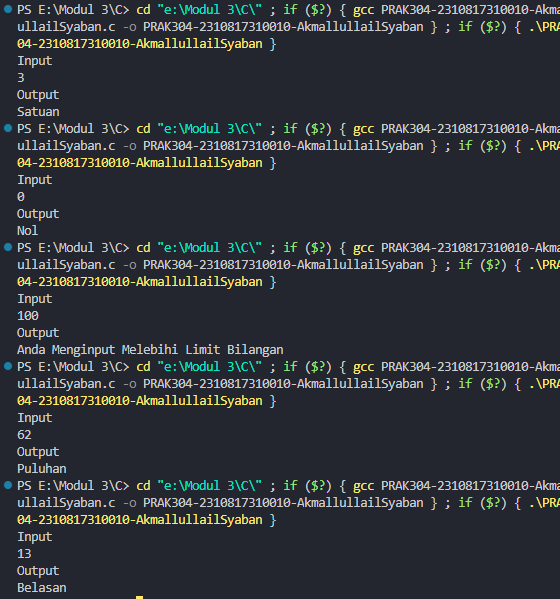 PS E:\Modul 3\C> cd "e:\Modul 3\C\" ; if ($?) { gcc PRAK304-2310817310010-Akma
ullailSyaban.c -o PRAK304-2310817310010-AkmallullailSyaban } ; if ($?) { .\PRA
04-2310817310010-AkmallullailSyaban }
Input
3
Output
Satuan
PS E:\Modul 3\C> cd "e:\Modul 3\C\" ; if ($?) { gcc PRAK304-2310817310010-Akma
ullailSyaban.c -o PRAK304-2310817310010-AkmallullailSyaban } ; if ($?) { .\PRA
04-2310817310010-AkmallullailSyaban }
Input
0
Output
Nol
PS E:\Modul 3\C> cd "e:\Modul 3\C\" ; if ($?) { gcc PRAK304-2310817310010-Akma
ullailSyaban.c -o PRAK304-2310817310010-AkmallullailSyaban } ; if ($?) { .\PRA
04-2310817310010-AkmallullailSyaban }
Input
100
Output
Anda Menginput Melebihi Limit Bilangan
PS E:\Modul 3\C> cd "e:\Modul 3\C\" ; if ($?) { gcc PRAK304-2310817310010-Akma
ullailSyaban.c -o PRAK304-2310817310010-AkmallullailSyaban } ; if ($?) { .\PRA
04-2310817310010-AkmallullailSyaban }
Input
62
Output
Puluhan
PS E:\Modul 3\C> cd "e:\Modul 3\C\" ; if ($?) { gcc PRAK304-2310817310010-Akma
ullailSyaban.c -o PRAK304-2310817310010-AkmallullailSyaban } ; if ($?) { .\PRA
04-2310817310010-AkmallullailSyaban }
Input
13
Output
Belasan